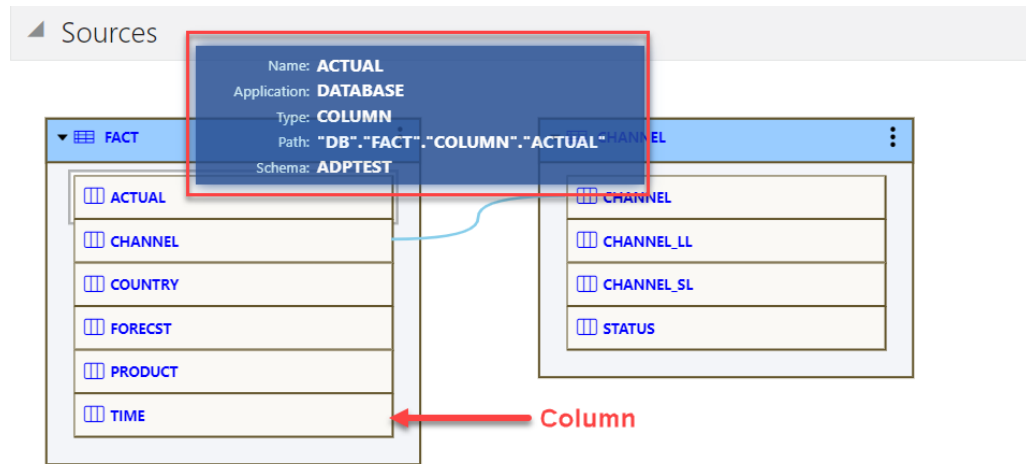 Sources
Name: ACTUAL
Application: DATABASE
Type: COLUMN
Path: "DB"."FACT"."COLUMN"."ACTUAL"
Schema: ADPTEST
FACT
ACTUAL
CHANNEL
COUNTRY
FORECST
PRODUCT
TIME
CHANNEL
CHANNEL
CHANNEL_LL
CHANNEL_SL
STATUS
Column